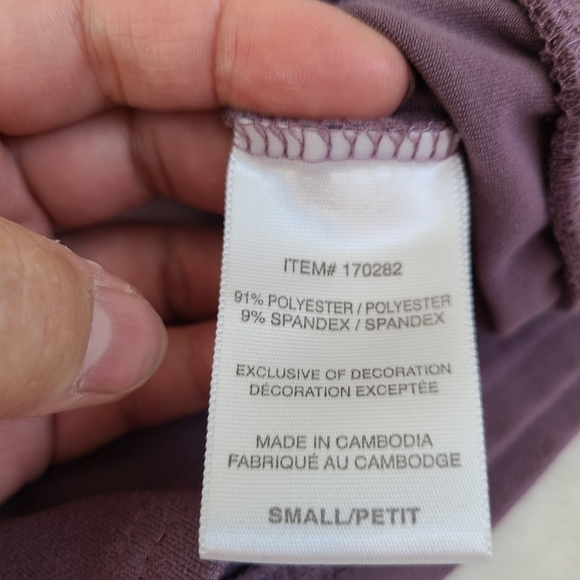 ITEM# 170282
91% POLYESTER / POLYESTER
9% SPANDEX / SPANDEX
EXCLUSIVE OF DECORATION
DÉCORATION EXCEPTÉE
MADE IN CAMBODIA
FABRIQUÉ AU CAMBODGE
SMALL/PETIT